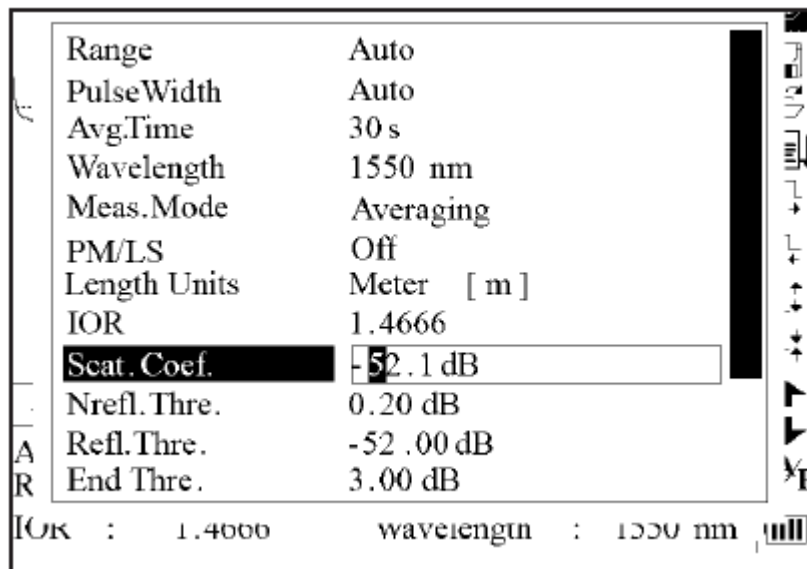 Range Auto
PulseWidth Auto
Avg.Time 30 s
Wavelength 1550 nm
Meas.Mode Averaging
PM/LS Off
Length Units Meter [ m ]
IOR 1.4666
Scat. Coef. -52.1 dB
Nrefl.Thre. 0.20 dB
Refl.Thre. -52 .00 dB
A
End Thre. 3.00 dB
R
IOR : 1.4666 wavelength : 1550 nm